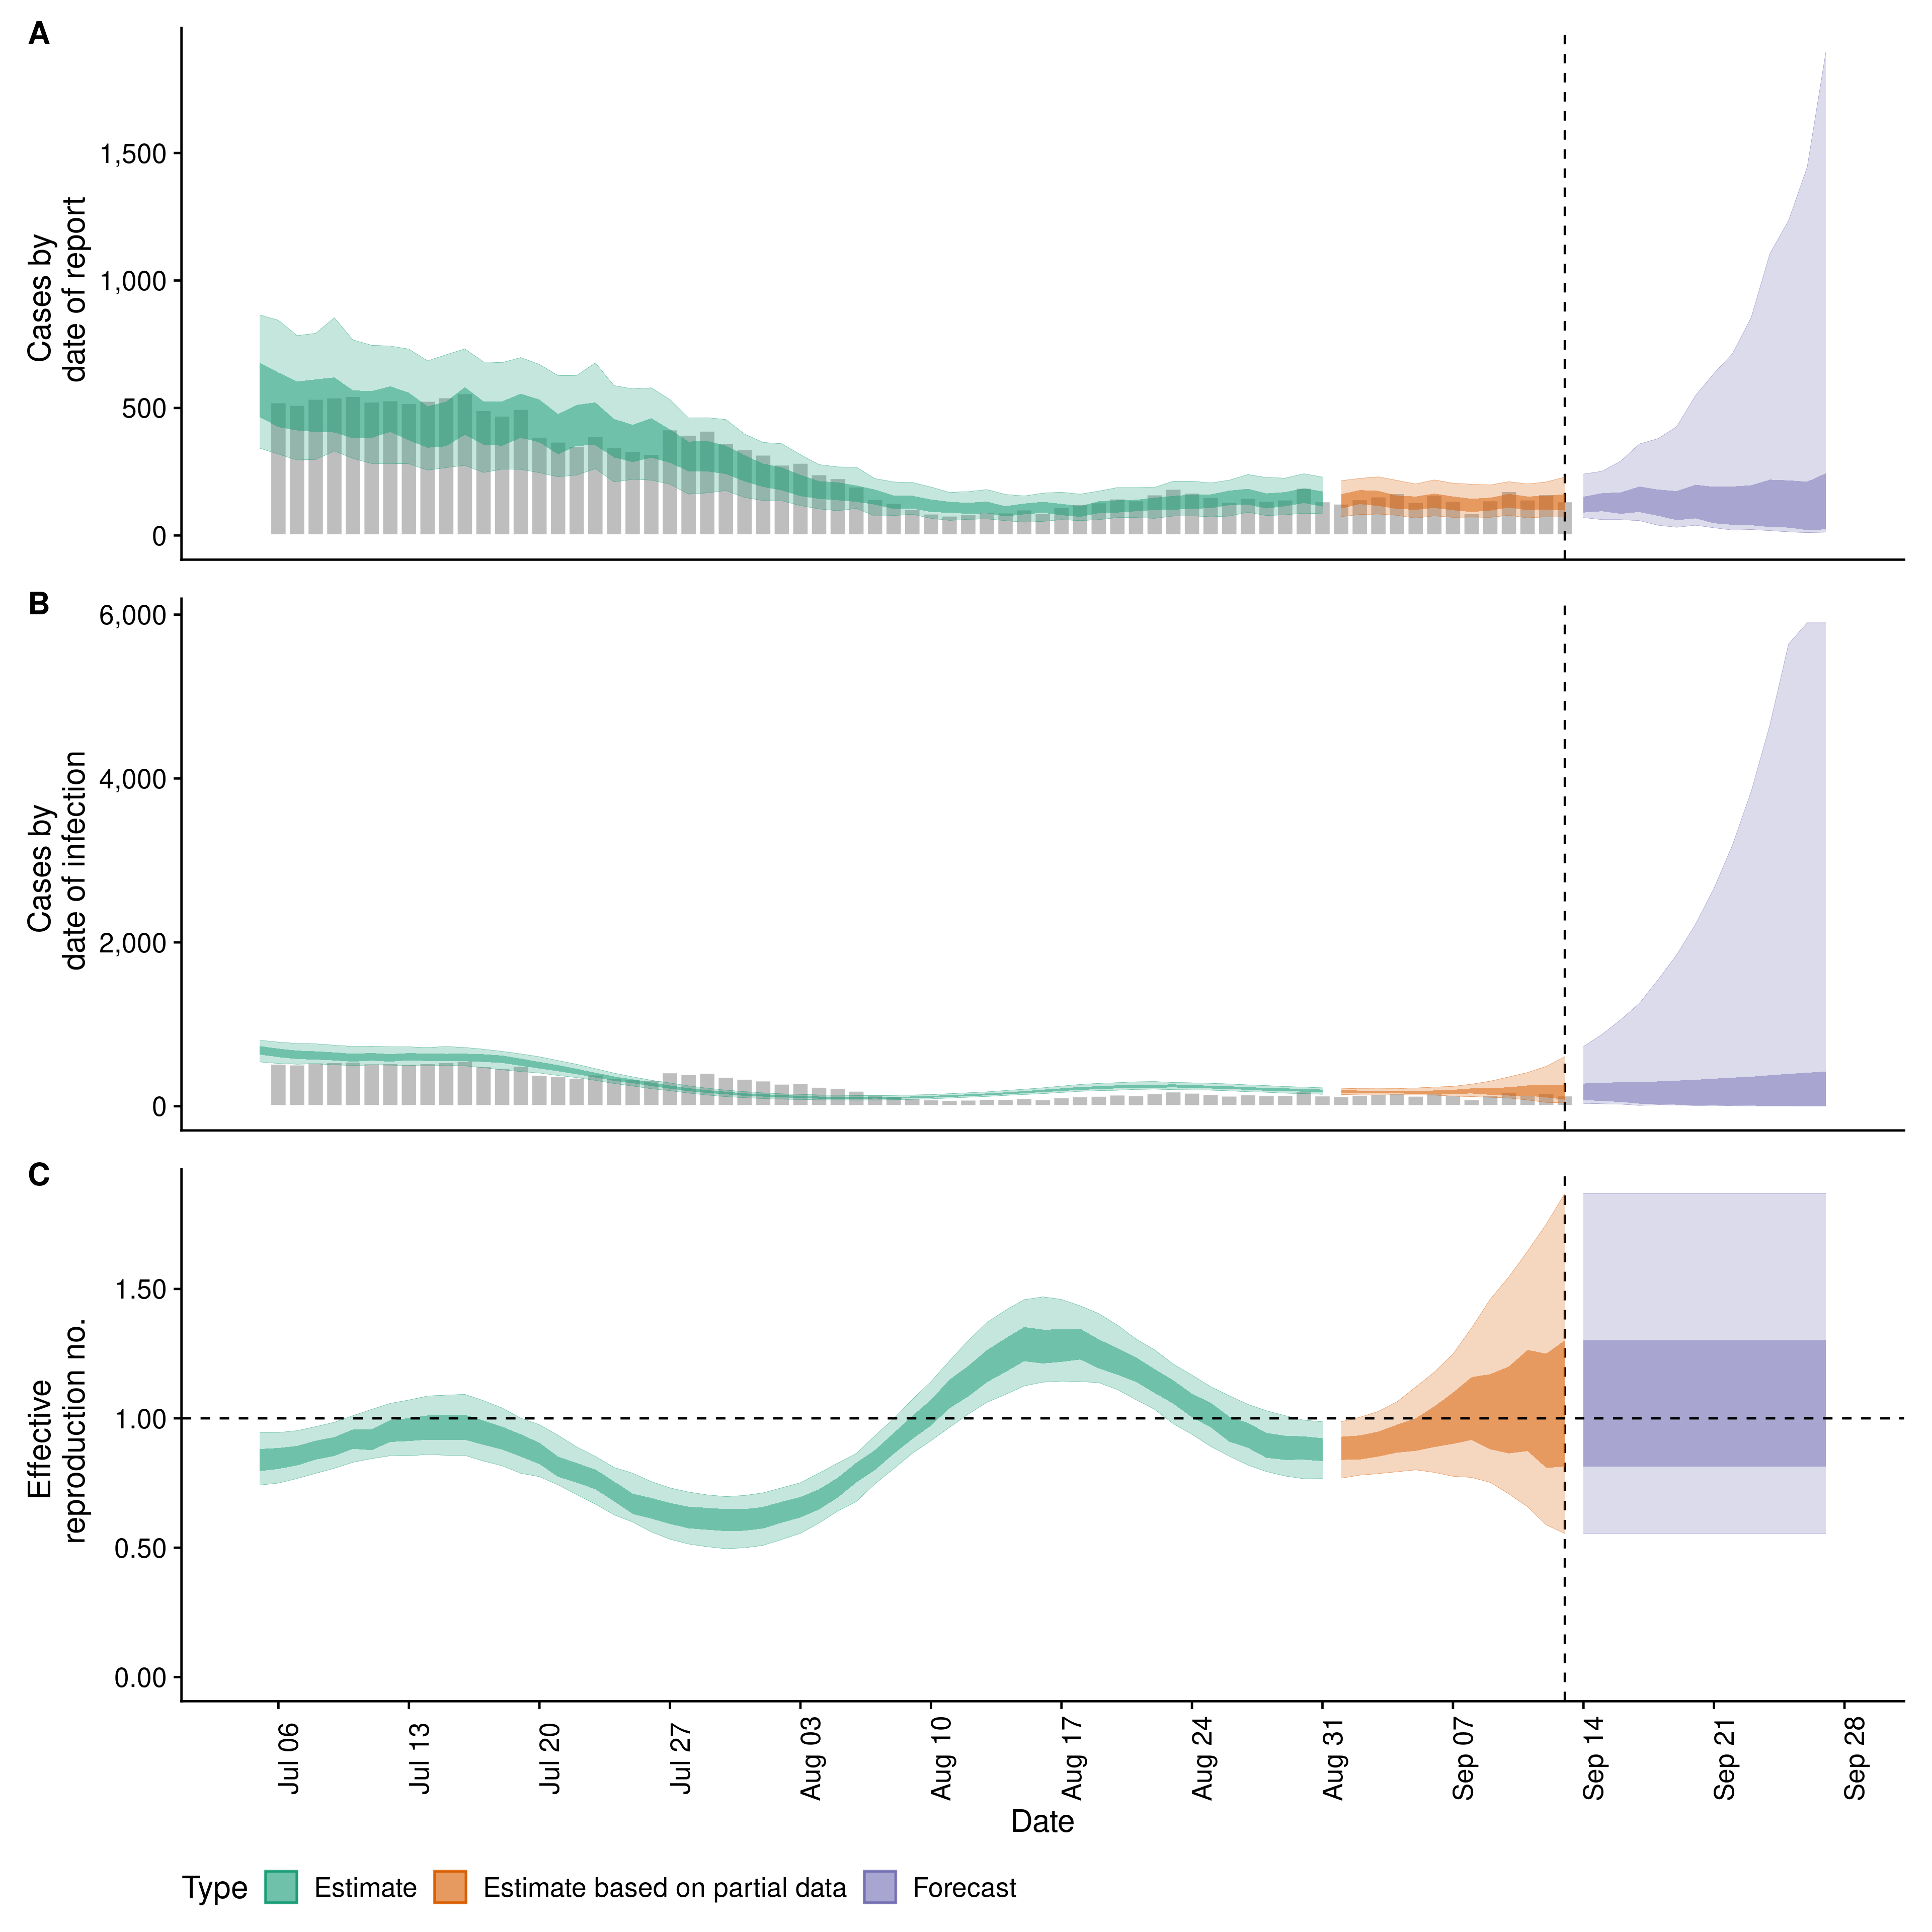 A
Cases by
date of report
1,500
1,000
500
0
B
Cases by
date of infection
6,000
4,000
2,000
0
C
Effective
reproduction no.
1.50
1.00
0.50
0.00
Jul 06
Jul 13
Jul 20
Jul 27
Aug 03
Aug 10
Aug 17
Aug 24
Aug 31
Sep 07
Sep 14
Sep 21
Sep 28
Date
Type
Estimate
Estimate based on partial data
Forecast